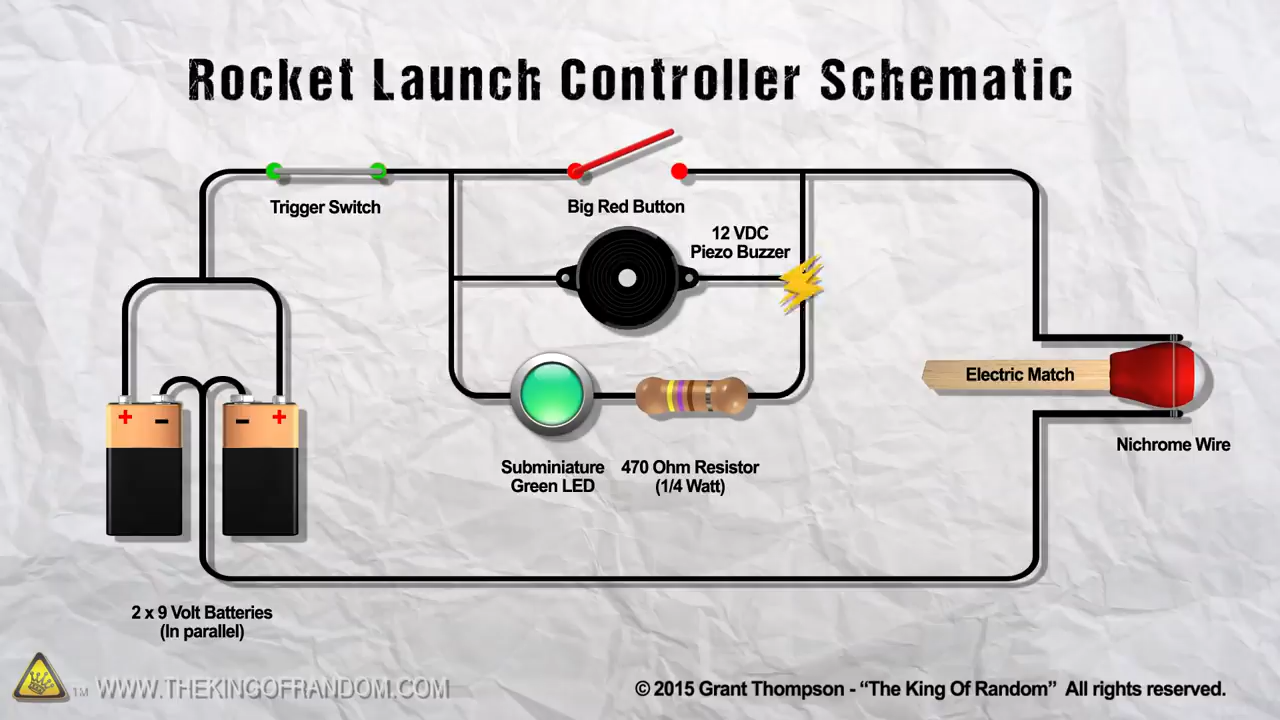 Rocket Launch Controller Schematic
Trigger Switch
Big Red Button
12 VDC
Piezo Buzzer
+
-
-
+
Electric Match
Nichrome Wire
Subminiature
Green LED
470 Ohm Resistor
(1/4 Watt)
2 x 9 Volt Batteries
(In parallel)
TM WWW.THEKINGOFRANDOM.COM
© 2015 Grant Thompson - “The King Of Random” All rights reserved.